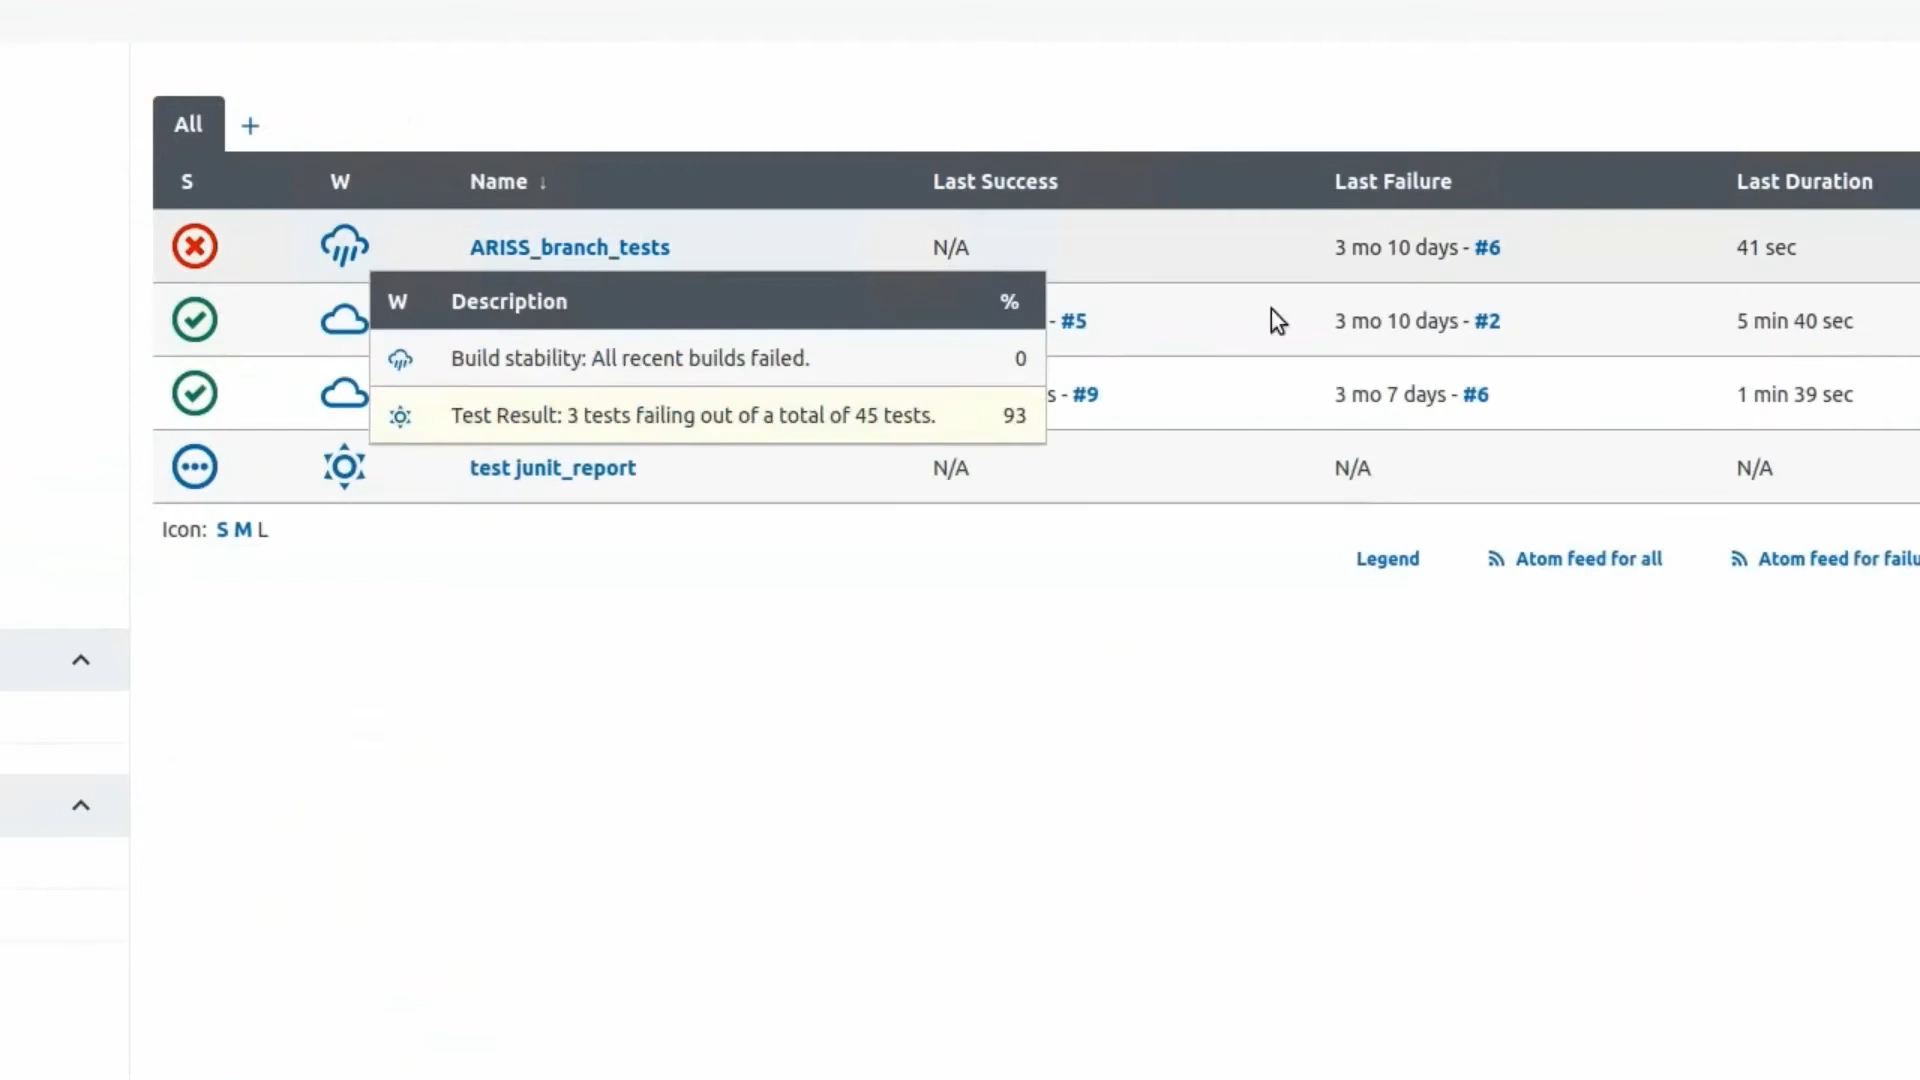 All +
S W Name ↓ Last Success Last Failure Last Duration
ARISS_branch_tests N/A 3 mo 10 days - #6 41 sec
W Description %
- #5 3 mo 10 days - #2 5 min 40 sec
Build stability: All recent builds failed. 0
s - #9 3 mo 7 days - #6 1 min 39 sec
Test Result: 3 tests failing out of a total of 45 tests. 93
test junit_report N/A N/A N/A
Icon: S M L
Legend Atom feed for all Atom feed for failu